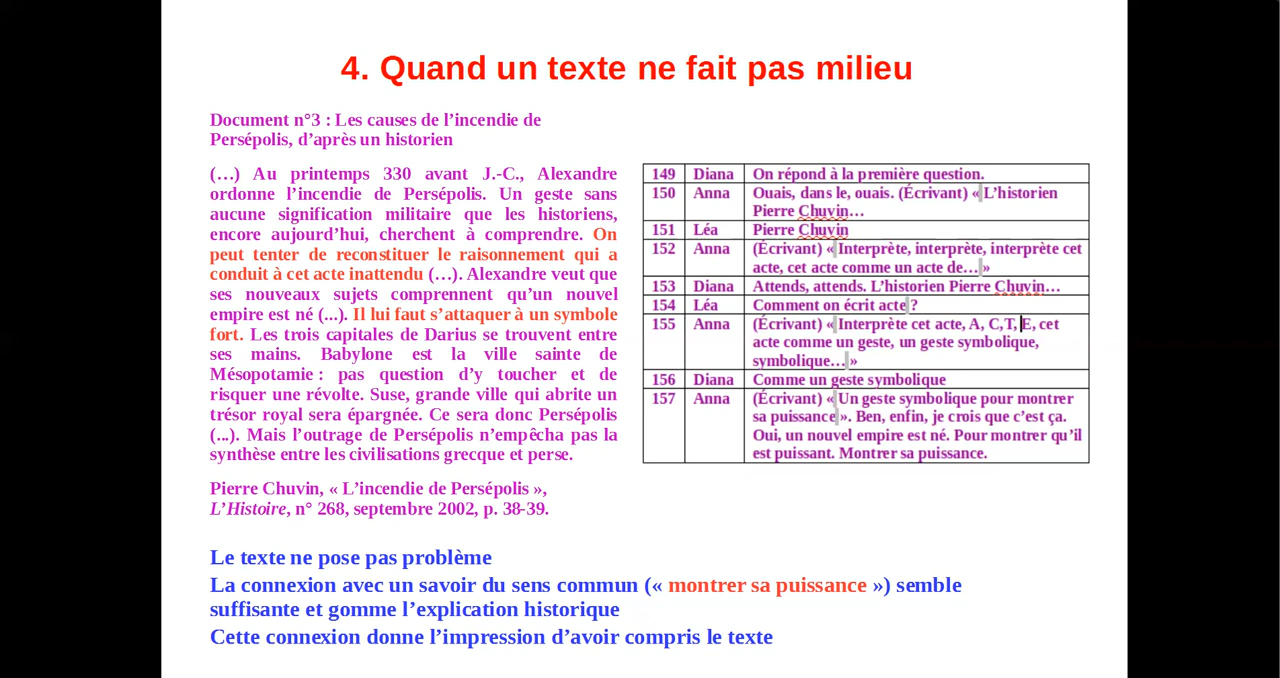 4. Quand un texte ne fait pas milieu
Document n°3 : Les causes de l’incendie de
Persépolis, d’après un historien
(…) Au printemps 330 avant J.-C., Alexandre
ordonne l’incendie de Persépolis. Un geste sans
aucune signification militaire que les historiens,
encore aujourd’hui, cherchent à comprendre. On
peut tenter de reconstituer le raisonnement qui a
conduit à cet acte inattendu (…). Alexandre veut que
ses nouveaux sujets comprennent qu’un nouvel
empire est né (...). Il lui faut s’attaquer à un symbole
fort. Les trois capitales de Darius se trouvent entre
ses mains. Babylone est la ville sainte de
Mésopotamie : pas question d’y toucher et de
risquer une révolte. Suse, grande ville qui abrite un
trésor royal sera épargnée. Ce sera donc Persépolis
(...). Mais l’outrage de Persépolis n’empêcha pas la
synthèse entre les civilisations grecque et perse.
Pierre Chuvin, « L’incendie de Persépolis »,
L’Histoire, n° 268, septembre 2002, p. 38-39.
149 Diana On répond à la première question.
150 Anna Ouais, dans le, ouais. (Écrivant) « L’historien
Pierre Chuvin…
151 Léa Pierre Chuvin
152 Anna (Écrivant) « Interprète, interprète, interprète cet
acte, cet acte comme un acte de… »
153 Diana Attends, attends. L’historien Pierre Chuvin…
154 Léa Comment on écrit acte ?
155 Anna (Écrivant) « Interprète cet acte, A, C,T, E, cet
acte comme un geste, un geste symbolique,
symbolique… »
156 Diana Comme un geste symbolique
157 Anna (Écrivant) « Un geste symbolique pour montrer
sa puissance ». Ben, enfin, je crois que c’est ça.
Oui, un nouvel empire est né. Pour montrer qu’il
est puissant. Montrer sa puissance.
Le texte ne pose pas problème
La connexion avec un savoir du sens commun (« montrer sa puissance ») semble
suffisante et gomme l’explication historique
Cette connexion donne l’impression d’avoir compris le texte